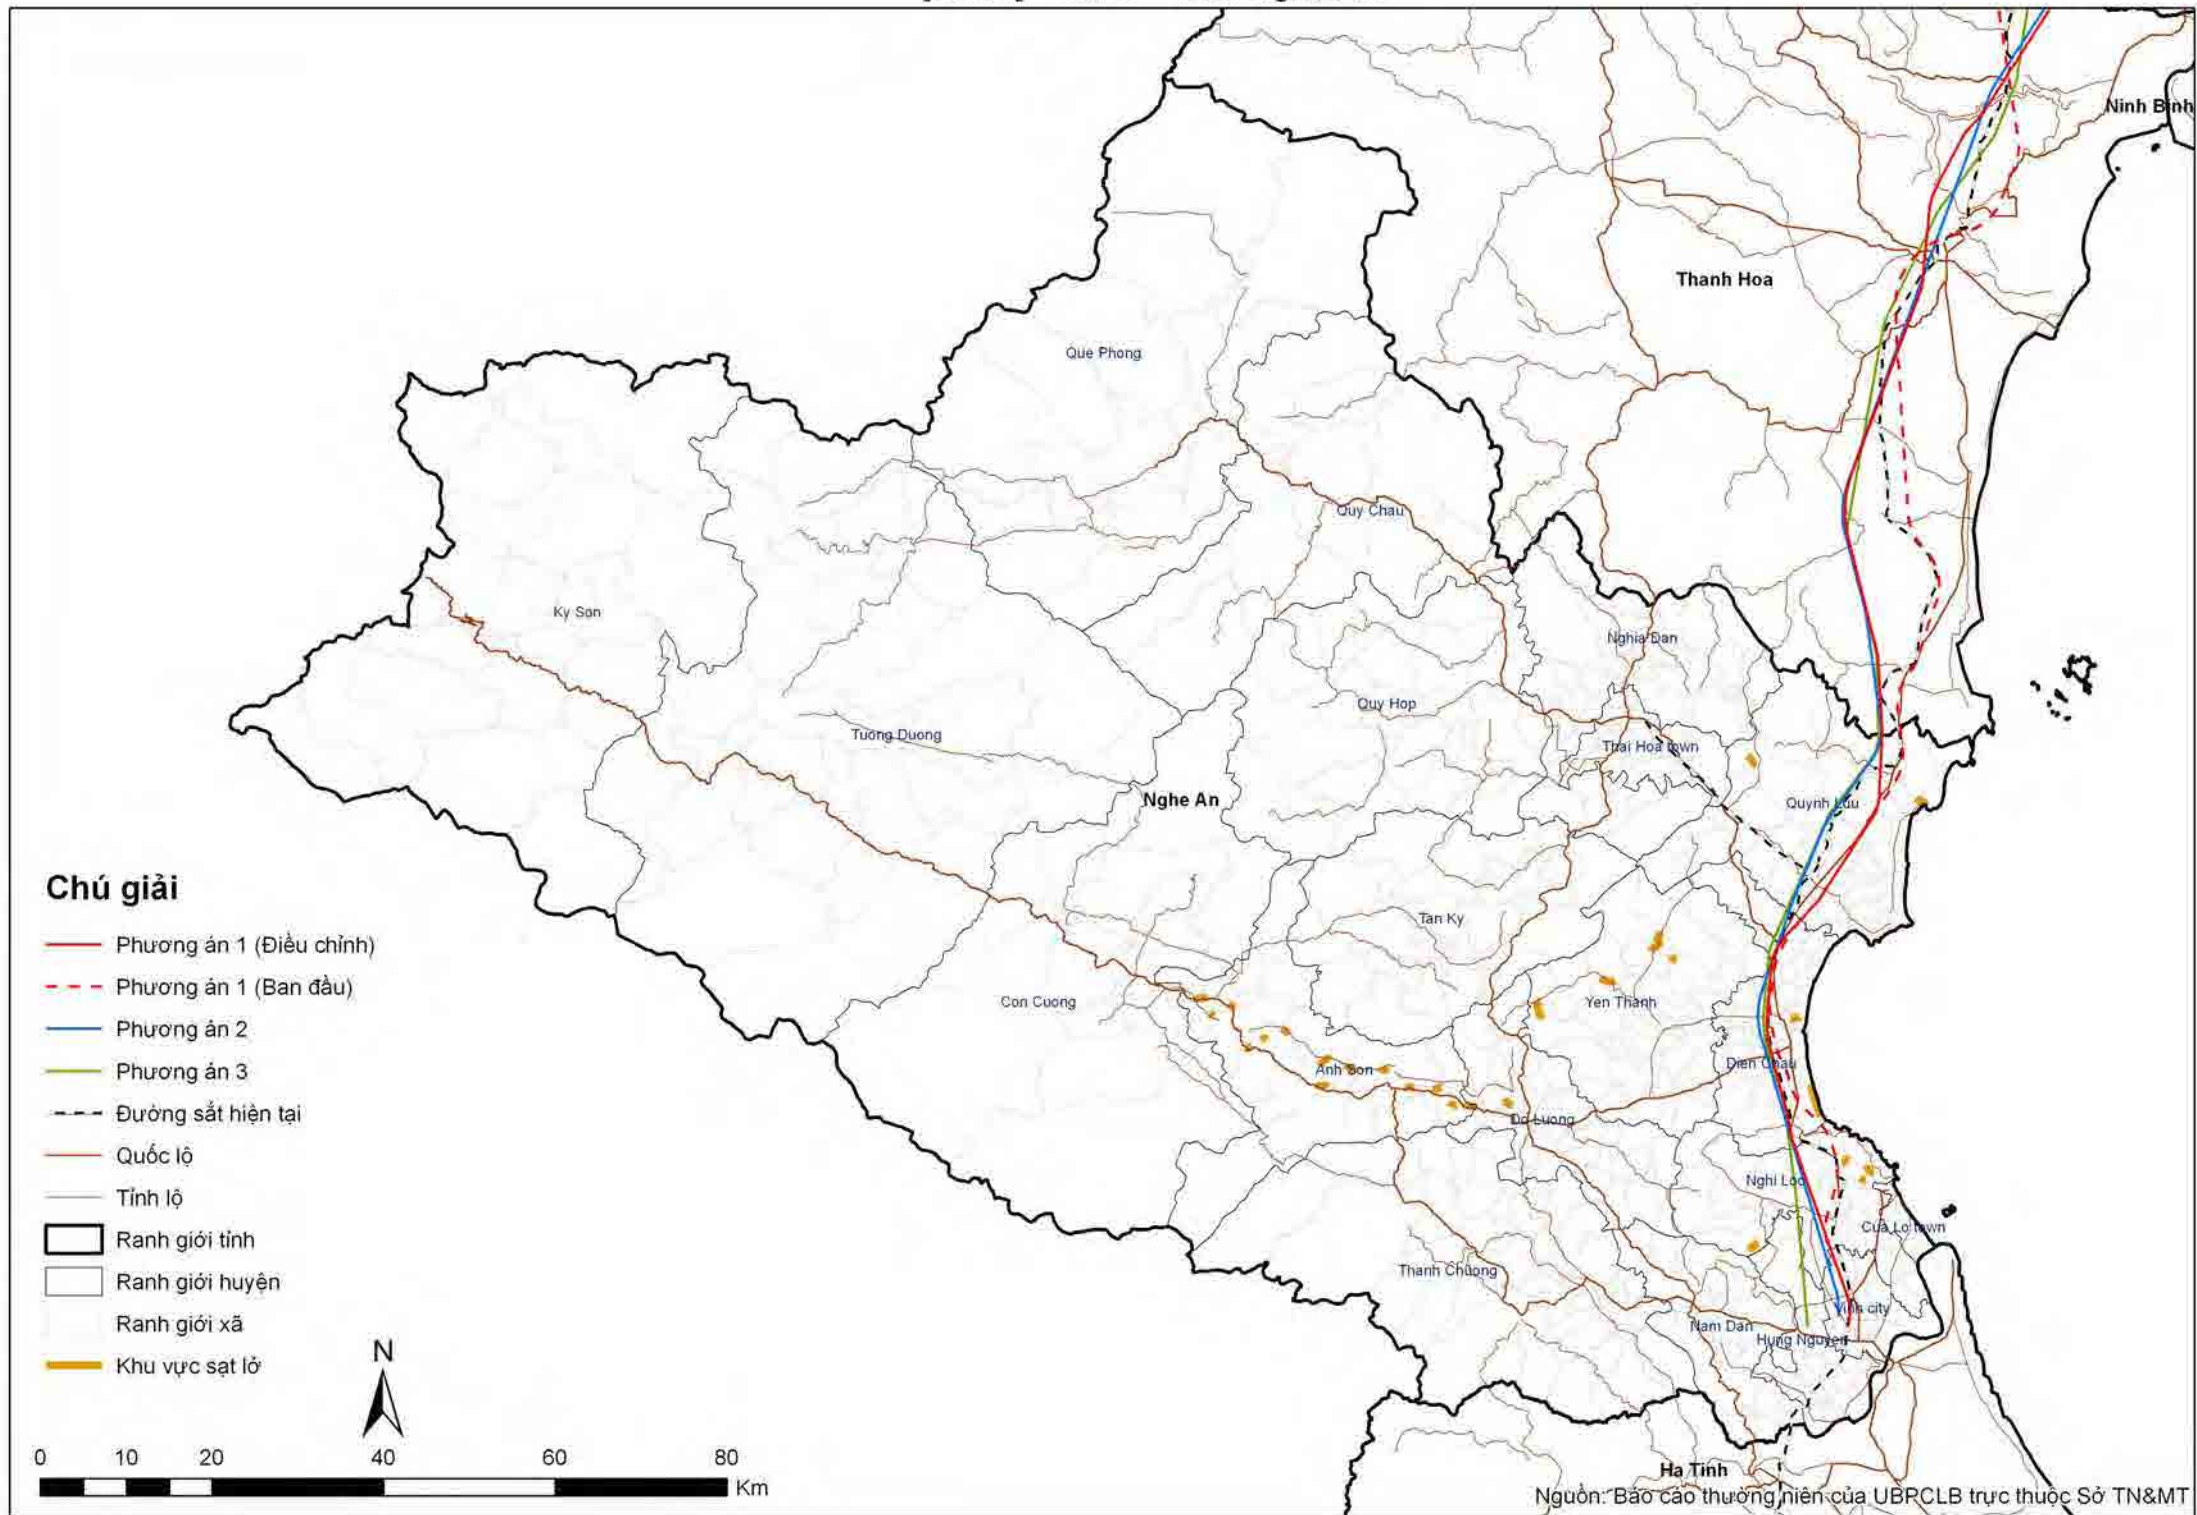 Ninh Binh
Thanh Hoa
Que Phong
Quy Chau
Ky Son
Nghia Dan
Quy Hop
Tuong Duong
Thai Hoa town
Nghe An
Quynh Luu
Chú giải
Phương án 1 (Điều chỉnh)
Phương án 1 (Ban đầu)
Phương án 2
Phương án 3
Đường sắt hiện tại
Quốc lộ
Tỉnh lộ
Ranh giới tỉnh
Ranh giới huyện
Ranh giới xã
Khu vực sạt lở
Tan Ky
Con Cuong
Yen Thanh
Anh Son
Dien Chau
Do Luong
Nghi Loc
Cua Lo town
Thanh Chuong
Vinh city
Nam Dan
Hung Nguyen
N
0 10 20 40 60 80
Km
Ha Tinh
Nguồn: Báo cáo thường niên của UBPCLB trực thuộc Sở TN&MT